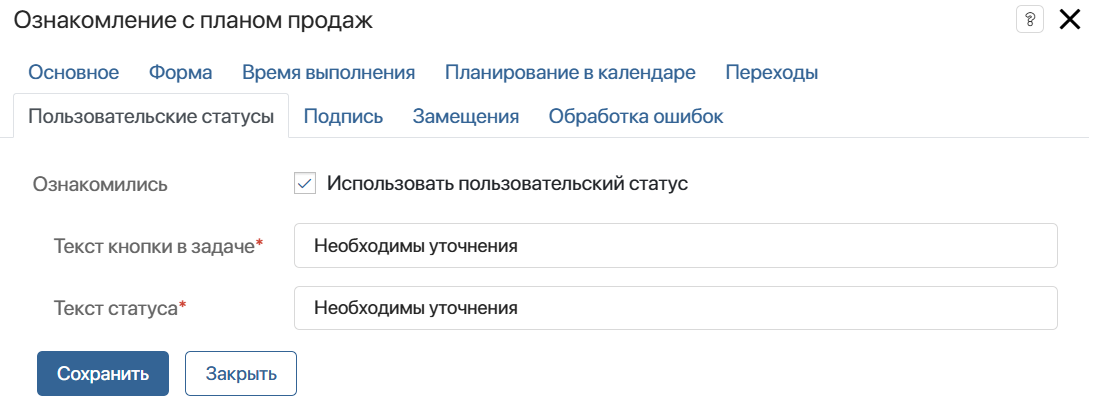 Ознакомление с планом продаж
?
Основное Форма Время выполнения Планирование в календаре Переходы
Пользовательские статусы Подпись Замещения Обработка ошибок
Ознакомились Использовать пользовательский статус
Текст кнопки в задаче* Необходимы уточнения
Текст статуса* Необходимы уточнения
Сохранить Закрыть